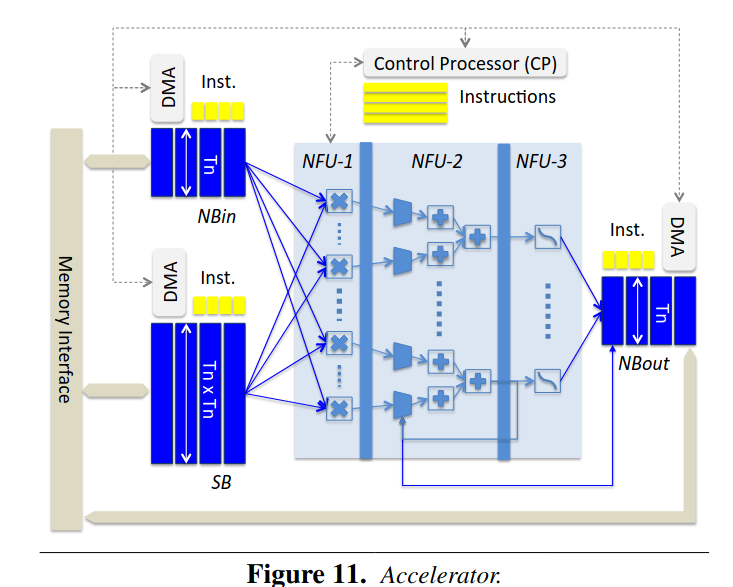 Control Processor (CP)
DMA
Inst.
Instructions
Tn
NBin
NFU-1
NFU-2
NFU-3
DMA
Inst.
Tn x Tn
SB
Memory Interface
Inst.
DMA
Tn
NBout
Figure 11. Accelerator.